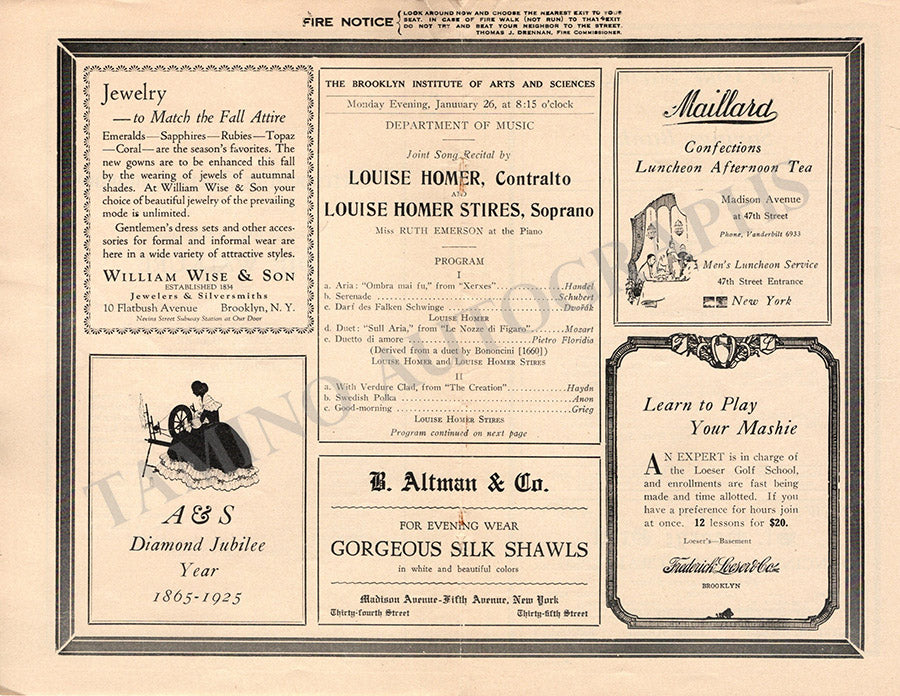 FIRE NOTICE { LOOK AROUND NOW AND CHOOSE THE NEAREST EXIT TO YOUR
SEAT. IN CASE OF FIRE WALK (NOT RUN) TO THAT EXIT
DO NOT TRY AND BEAT YOUR NEIGHBOR TO THE STREET.
THOMAS J. DRENNAN, FIRE COMMISSIONER.
Jewelry
—to Match the Fall Attire
Emeralds—Sapphires—Rubies—Topaz
—Coral—are the season's favorites. The
new gowns are to be enhanced this fall
by the wearing of jewels of autumnal
shades. At William Wise & Son your
choice of beautiful jewelry of the prevailing
mode is unlimited.
Gentlemen's dress sets and other acces-
sories for formal and informal wear are
here in a wide variety of attractive styles.
WILLIAM WISE & SON
ESTABLISHED 1834
Jewelers & Silversmiths
10 Flatbush Avenue Brooklyn, N. Y.
Nevins Street Subway Station at Our Door
A & S
Diamond Jubilee
Year
1865-1925
THE BROOKLYN INSTITUTE OF ARTS AND SCIENCES
Monday Evening, Januuary 26, at 8:15 o'clock
DEPARTMENT OF MUSIC
Joint Song Recital by
LOUISE HOMER, Contralto
AND
LOUISE HOMER STIRES, Soprano
Miss RUTH EMERSON at the Piano
PROGRAM
I
a. Aria: "Ombra mai fu," from "Xerxes"....................Handel
b. Serenade ....................Schubert
c. Darf des Falken Schwinge ....................Dvořák
LOUISE HOMER
d. Duet: "Sull Aria," from "Le Nozze di Figaro"..........Mozart
e. Duetto di amore ....................Pietro Floridia
(Derived from a duet by Bononcini [1660])
LOUISE HOMER and LOUISE HOMER STIRES
II
a. With Verdure Clad, from "The Creation"...............Haydn
b. Swedish Polka ....................Anon
c. Good-morning ....................Grieg
LOUISE HOMER STIRES
Program continued on next page
B. Altman & Co.
FOR EVENING WEAR
GORGEOUS SILK SHAWLS
in white and beautiful colors
Madison Avenue-Fifth Avenue, New York
Thirty-fourth Street Thirty-fifth Street
Maillard
Confections
Luncheon Afternoon Tea
Madison Avenue
at 47th Street
Phone, Vanderbilt 6933
Men's Luncheon Service
47th Street Entrance
New York
Learn to Play
Your Mashie
AN EXPERT is in charge of
the Loeser Golf School,
and enrollments are fast being
made and time allotted. If you
have a preference for hours join
at once. 12 lessons for $20.
Loeser's—Basement
Frederick Loeser & Co. Inc.
BROOKLYN
TAMINO AUTOGRAPHS